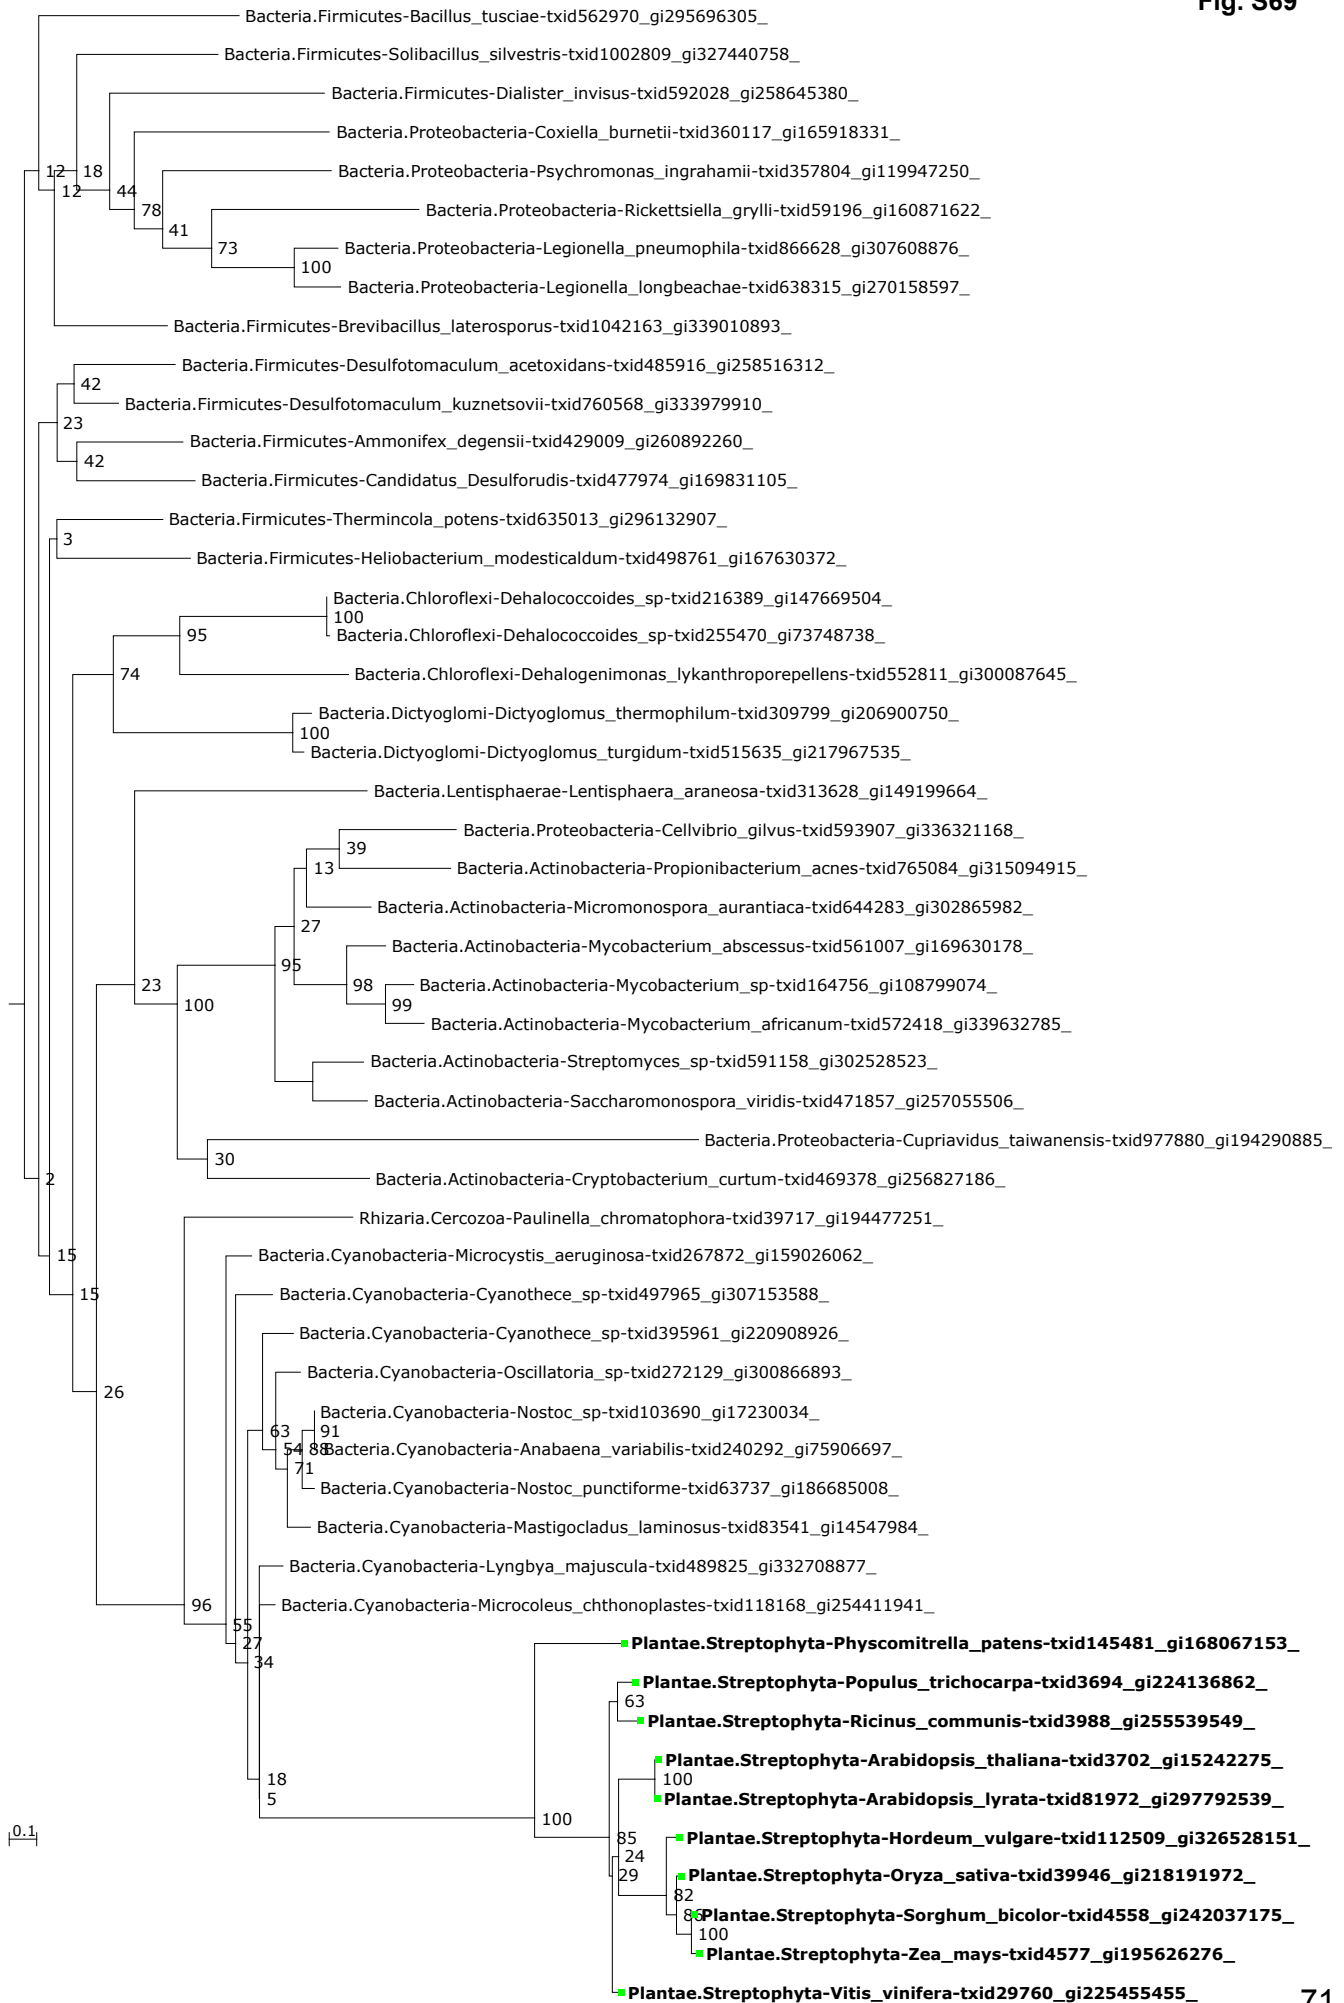 Fig. S69
Bacteria.Firmicutes-Bacillus_tusciae-txid562970_gi295696305_
Bacteria.Firmicutes-Solibacillus_silvestris-txid1002809_gi327440758_
Bacteria.Firmicutes-Dialister_invisus-txid592028_gi258645380_
Bacteria.Proteobacteria-Coxiella_burnetii-txid360117_gi165918331_
12 18 Bacteria.Proteobacteria-Psychromonas_ingrahamii-txid357804_gi119947250_
12 44
78 Bacteria.Proteobacteria-Rickettsiella_grylli-txid59196_gi160871622_
41
73 Bacteria.Proteobacteria-Legionella_pneumophila-txid866628_gi307608876_
100
Bacteria.Proteobacteria-Legionella_longbeachae-txid638315_gi270158597_
Bacteria.Firmicutes-Brevibacillus_laterosporus-txid1042163_gi339010893_
Bacteria.Firmicutes-Desulfotomaculum_acetoxidans-txid485916_gi258516312_
42
Bacteria.Firmicutes-Desulfotomaculum_kuznetsovii-txid760568_gi333979910_
23
Bacteria.Firmicutes-Ammonifex_degensii-txid429009_gi260892260_
42
Bacteria.Firmicutes-Candidatus_Desulforudis-txid477974_gi169831105_
Bacteria.Firmicutes-Thermincola_potens-txid635013_gi296132907_
3
Bacteria.Firmicutes-Heliobacterium_modesticaldum-txid498761_gi167630372_
Bacteria.Chloroflexi-Dehalococcoides_sp-txid216389_gi147669504_
100
95 Bacteria.Chloroflexi-Dehalococcoides_sp-txid255470_gi73748738_
74 Bacteria.Chloroflexi-Dehalogenimonas_lykanthroporepellens-txid552811_gi300087645_
Bacteria.Dictyoglomi-Dictyoglomus_thermophilum-txid309799_gi206900750_
100
Bacteria.Dictyoglomi-Dictyoglomus_turgidum-txid515635_gi217967535_
Bacteria.Lentisphaerae-Lentisphaera_araneosa-txid313628_gi149199664_
Bacteria.Proteobacteria-Cellvibrio_gilvus-txid593907_gi336321168_
39
13 Bacteria.Actinobacteria-Propionibacterium_acnes-txid765084_gi315094915_
Bacteria.Actinobacteria-Micromonospora_aurantiaca-txid644283_gi302865982_
27
Bacteria.Actinobacteria-Mycobacterium_abscessus-txid561007_gi169630178_
95
23 98 Bacteria.Actinobacteria-Mycobacterium_sp-txid164756_gi108799074_
100 99
Bacteria.Actinobacteria-Mycobacterium_africanum-txid572418_gi339632785_
Bacteria.Actinobacteria-Streptomyces_sp-txid591158_gi302528523_
Bacteria.Actinobacteria-Saccharomonospora_viridis-txid471857_gi257055506_
Bacteria.Proteobacteria-Cupriavidus_taiwanensis-txid977880_gi194290885_
30
2 Bacteria.Actinobacteria-Cryptobacterium_curtum-txid469378_gi256827186_
Rhizaria.Cercozoa-Paulinella_chromatophora-txid39717_gi194477251_
15 Bacteria.Cyanobacteria-Microcystis_aeruginosa-txid267872_gi159026062_
15 Bacteria.Cyanobacteria-Cyanothece_sp-txid497965_gi307153588_
Bacteria.Cyanobacteria-Cyanothece_sp-txid395961_gi220908926_
Bacteria.Cyanobacteria-Oscillatoria_sp-txid272129_gi300866893_
26
Bacteria.Cyanobacteria-Nostoc_sp-txid103690_gi17230034_
63 91
54 88 Bacteria.Cyanobacteria-Anabaena_variabilis-txid240292_gi75906697_
71
Bacteria.Cyanobacteria-Nostoc_punctiforme-txid63737_gi186685008_
Bacteria.Cyanobacteria-Mastigocladus_laminosus-txid83541_gi14547984_
Bacteria.Cyanobacteria-Lyngbya_majuscula-txid489825_gi332708877_
96 Bacteria.Cyanobacteria-Microcoleus_chthonoplastes-txid118168_gi254411941_
55
27 Plantae.Streptophyta-Physcomitrella_patens-txid145481_gi168067153_
34
Plantae.Streptophyta-Populus_trichocarpa-txid3694_gi224136862_
63
Plantae.Streptophyta-Ricinus_communis-txid3988_gi255539549_
Plantae.Streptophyta-Arabidopsis_thaliana-txid3702_gi15242275_
18 100
5 Plantae.Streptophyta-Arabidopsis_lyrata-txid81972_gi297792539_
100
0.1 85 Plantae.Streptophyta-Hordeum_vulgare-txid112509_gi326528151_
24
29 Plantae.Streptophyta-Oryza_sativa-txid39946_gi218191972_
82
86 Plantae.Streptophyta-Sorghum_bicolor-txid4558_gi242037175_
100
Plantae.Streptophyta-Zea_mays-txid4577_gi195626276_
Plantae.Streptophyta-Vitis_vinifera-txid29760_gi225455455_
71